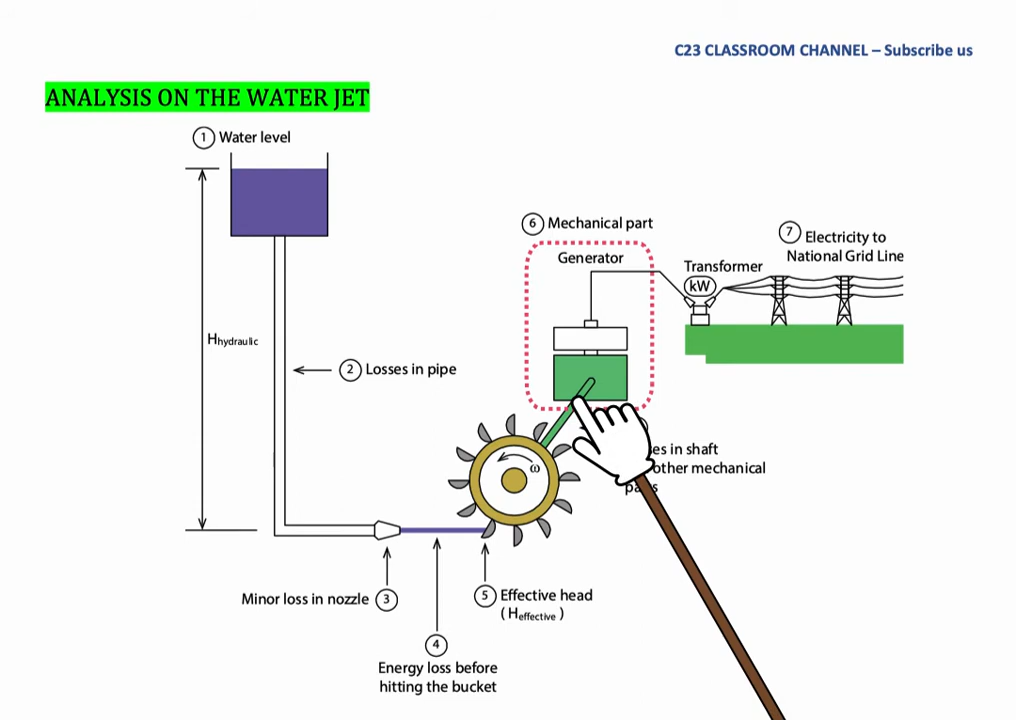 C23 CLASSROOM CHANNEL – Subscribe us
ANALYSIS ON THE WATER JET
1 Water level
6 Mechanical part
7 Electricity to
National Grid Line
Generator
Transformer
kW
Hhydraulic
2 Losses in pipe
es in shaft
other mechanical
ω
Minor loss in nozzle 3
5 Effective head
(Heffective)
4
Energy loss before
hitting the bucket